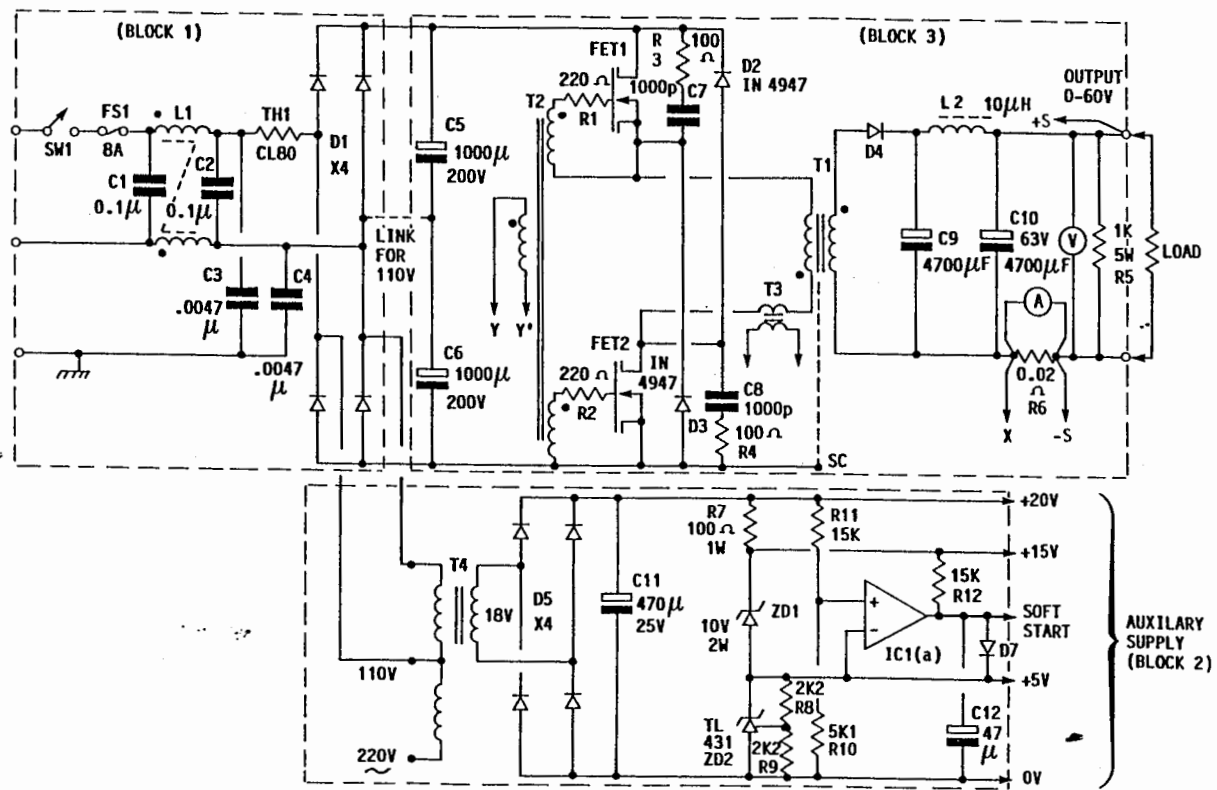 (BLOCK 1)
(BLOCK 3)
FET1
R
3
100
Ω
D2
IN 4947
OUTPUT
0-60V
220 Ω
1000p
C7
T2
R1
L 2
10μH
+S
FS1
L1
TH1
SW1
8A
CL80
D1
X4
C5
1000μ
200V
T1
D4
C1
0.1μ
C2
0.1μ
LINK
FOR
110V
C9
4700μF
C10
63V
4700μF
V
1K
5W
R5
LOAD
C3
.0047
μ
C4
.0047
μ
Y
Y'
T3
A
FET2
220 Ω
R2
IN
4947
C6
1000μ
200V
C8
1000p
100Ω
R4
D3
0.02
Ω
R6
X
-S
SC
R7
100 Ω
1W
R11
15K
+20V
+15V
T4
18V
D5
X4
C11
470μ
25V
10V
2W
ZD1
+
−
IC1(a)
15K
R12
SOFT
START
D7
AUXILARY
SUPPLY
(BLOCK 2)
110V
+5V
2K2
R8
TL
431
ZD2
2K2
R9
5K1
R10
C12
47
μ
220V
~
0V